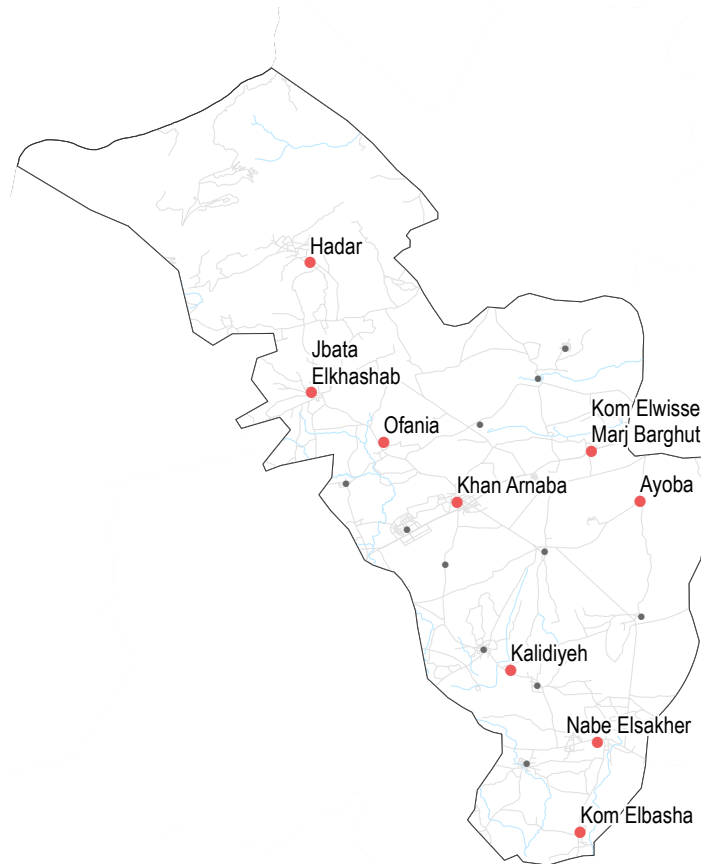 Hadar
Jbata
Elkhashab
Ofania
Kom Elwisse
Marj Barghut
Khan Arnaba
Ayoba
Kalidiyeh
Nabe Elsakher
Kom Elbasha